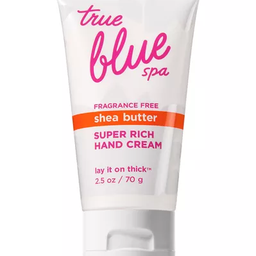 true
blue
spa
FRAGRANCE FREE
shea butter
SUPER RICH
HAND CREAM
lay it on thick™
2.5 oz / 70 g